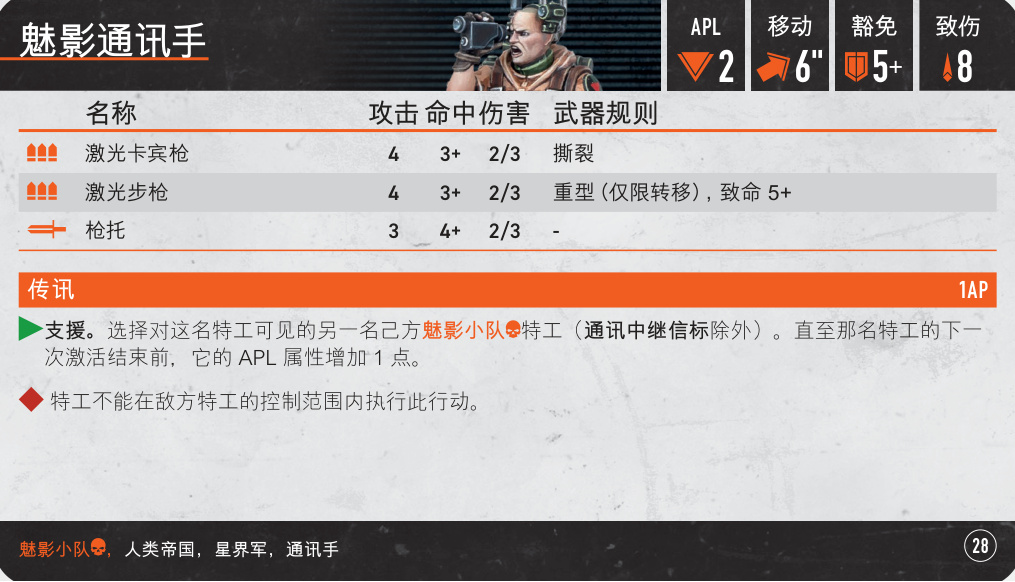 魅影通讯手
APL 移动 豁免 致伤
2 6" 5+ 8
名称 攻击 命中 伤害 武器规则
激光卡宾枪 4 3+ 2/3 撕裂
激光步枪 4 3+ 2/3 重型（仅限转移），致命 5+
枪托 3 4+ 2/3 -
传讯 1AP
支援。选择对这名特工可见的另一名己方魅影小队特工（通讯中继信标除外）。直至那名特工的下一
次激活结束前，它的 APL 属性增加 1 点。
特工不能在敌方特工的控制范围内执行此行动。
魅影小队，人类帝国，星界军，通讯手
28